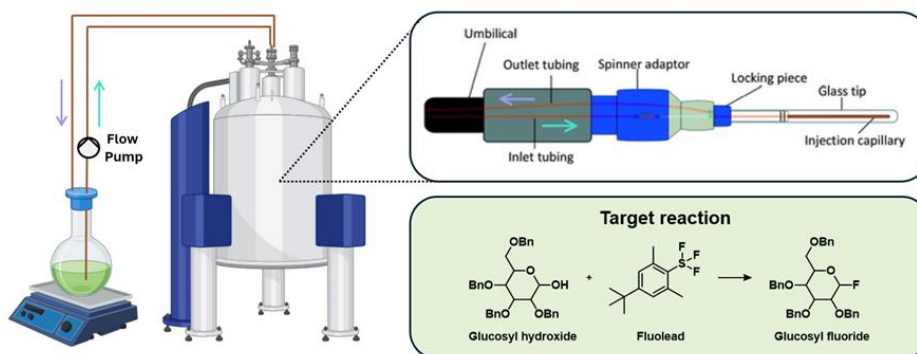 Flow
Pump
Umbilical
Outlet tubing
Spinner adaptor
Locking piece
Glass tip
Injection capillary
Inlet tubing
Target reaction
OBn
O
OH
BnO
BnO
OBn
Glucosyl hydroxide
+
F
S
F
F
Fluolead
OBn
O
F
BnO
BnO
OBn
Glucosyl fluoride